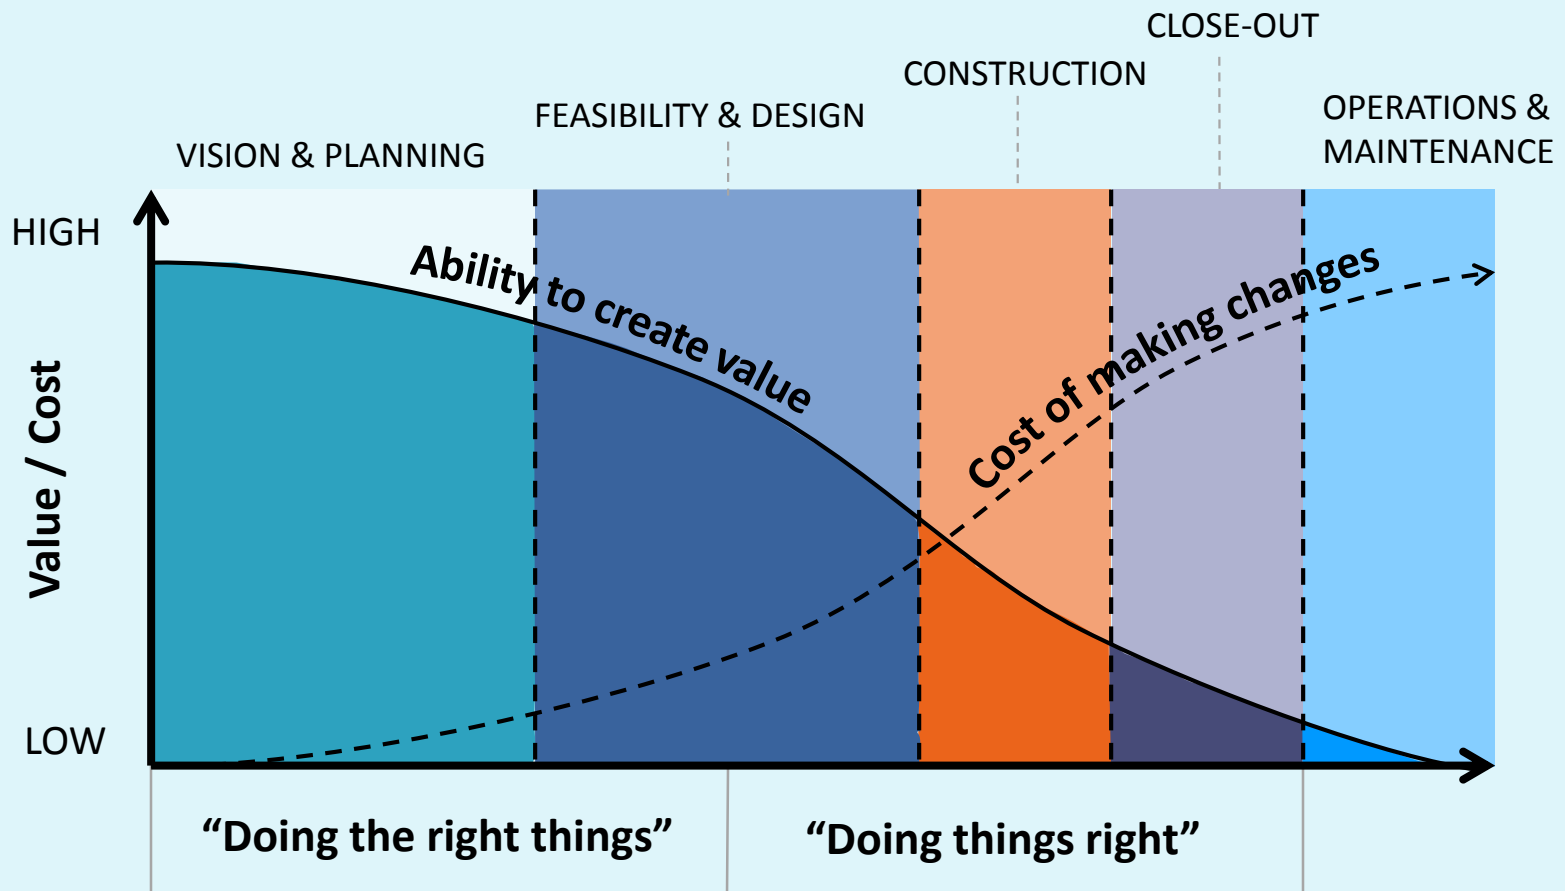 CLOSE-OUT
CONSTRUCTION
FEASIBILITY & DESIGN
OPERATIONS &
MAINTENANCE
VISION & PLANNING
HIGH
Ability to create value
Cost of making changes
Value / Cost
LOW
“Doing the right things”
“Doing things right”